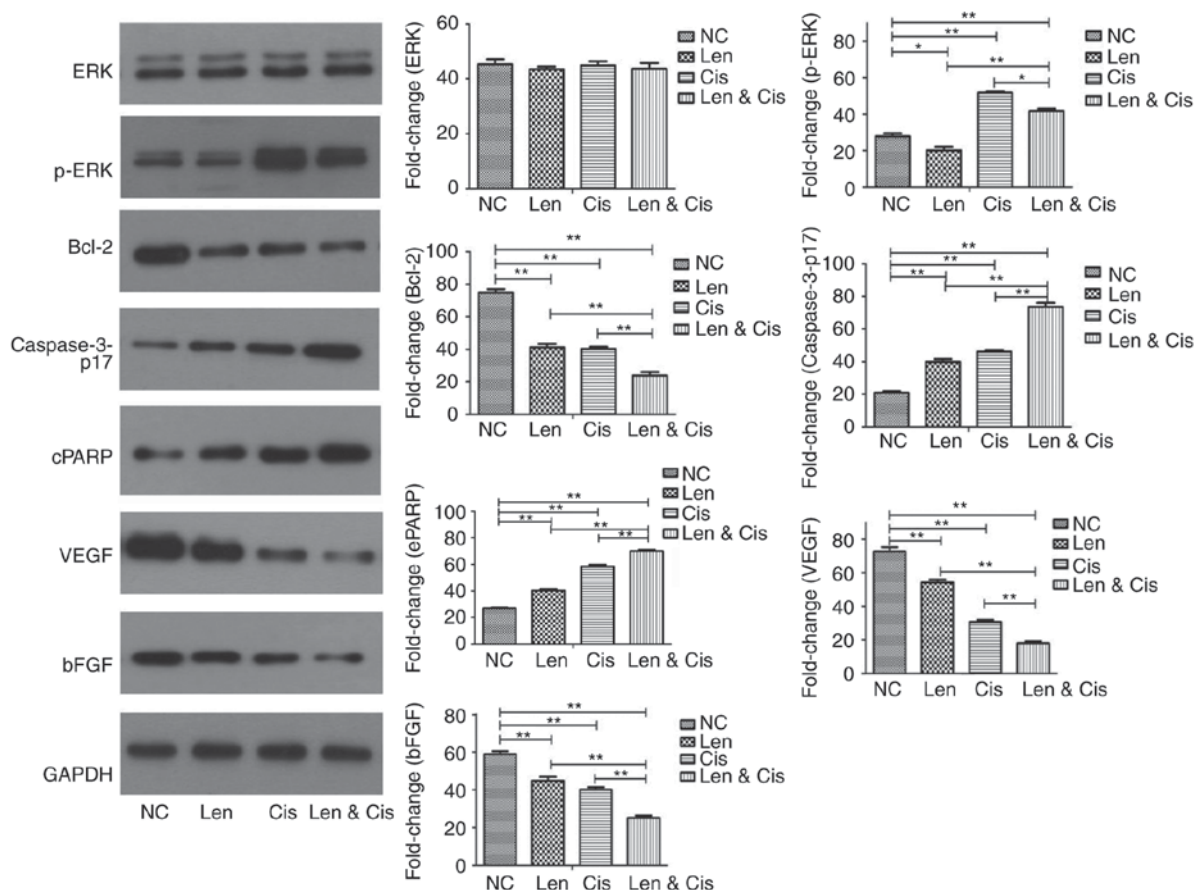 ERK
p-ERK
Bcl-2
Caspase-3-
p17
cPARP
VEGF
bFGF
GAPDH
NC Len Cis Len & Cis
Fold-change (ERK)
60
40
20
0
NC Len Cis Len & Cis
NC
Len
Cis
Len & Cis
Fold-change (p-ERK)
80
60
40
20
0
**
**
*
**
*
NC Len Cis Len & Cis
NC
Len
Cis
Len & Cis
Fold-change (Bcl-2)
100
80
60
40
20
0
**
**
**
**
**
NC Len Cis Len & Cis
NC
Len
Cis
Len & Cis
Fold-change (Caspase-3-p17)
100
80
60
40
20
0
**
**
**
**
**
NC Len Cis Len & Cis
NC
Len
Cis
Len & Cis
Fold-change (ePARP)
100
80
60
40
20
0
**
**
**
**
**
NC Len Cis Len & Cis
NC
Len
Cis
Len & Cis
Fold-change (VEGF)
80
60
40
20
0
**
**
**
**
**
NC Len Cis Len & Cis
NC
Len
Cis
Len & Cis
Fold-change (bFGF)
80
60
40
20
0
**
**
**
**
**
NC Len Cis Len & Cis
NC
Len
Cis
Len & Cis